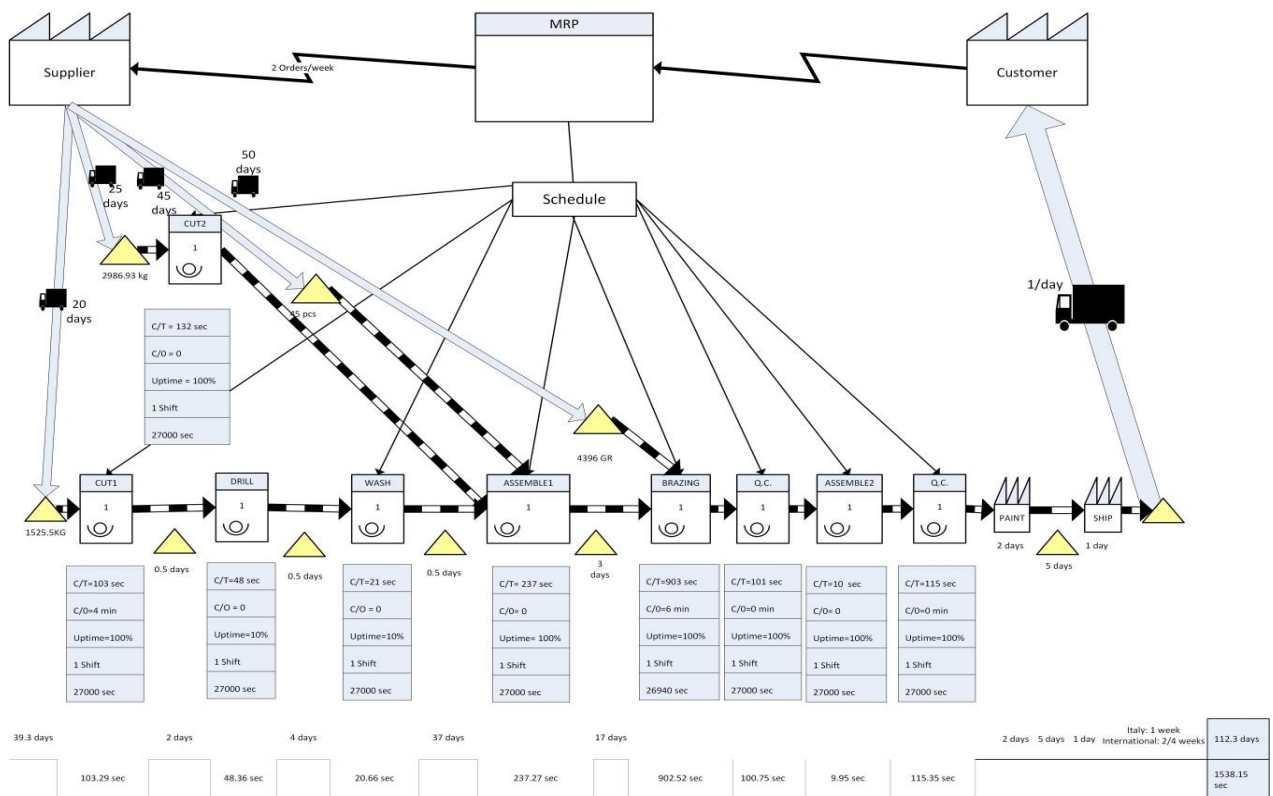 MRP
Supplier
2 Orders/week
Customer
50
days
25
days
45
days
Schedule
1/day
CUT2
1
2986.93 kg
20
days
45 pcs
C/T = 132 sec
C/0 = 0
Uptime = 100%
1 Shift
27000 sec
4396 GR
1525.5KG
CUT1
1
DRILL
1
WASH
1
ASSEMBLE1
1
BRAZING
1
Q.C.
1
ASSEMBLE2
1
Q.C.
1
PAINT
SHIP
0.5 days
0.5 days
0.5 days
3
days
2 days
5 days
1 day
C/T=103 sec
C/0=4 min
Uptime=100%
1 Shift
27000 sec
C/T=48 sec
C/O = 0
Uptime=10%
1 Shift
27000 sec
C/T=21 sec
C/O = 0
Uptime=10%
1 Shift
27000 sec
C/T= 237 sec
C/0= 0
Uptime= 100%
1 Shift
27000 sec
C/T=903 sec
C/0=6 min
Uptime=100%
1 Shift
26940 sec
C/T=101 sec
C/0=0 min
Uptime=100%
1 Shift
27000 sec
C/T=10 sec
C/0= 0
Uptime=100%
1 Shift
27000 sec
C/T=115 sec
C/0=0 min
Uptime=100%
1 Shift
27000 sec
39.3 days
2 days
4 days
37 days
17 days
2 days
5 days
1 day
Italy: 1 week
International: 2/4 weeks
112.3 days
103.29 sec
48.36 sec
20.66 sec
237.27 sec
902.52 sec
100.75 sec
9.95 sec
115.35 sec
1538.15
sec